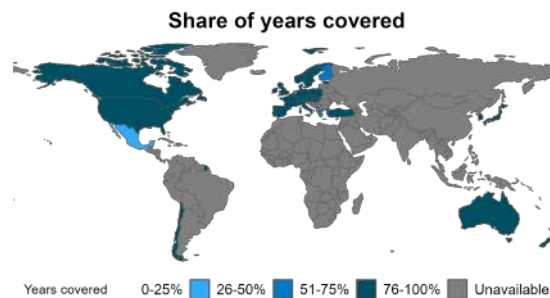 Share of years covered
Years covered 0-25% 26-50% 51-75% 76-100% Unavailable